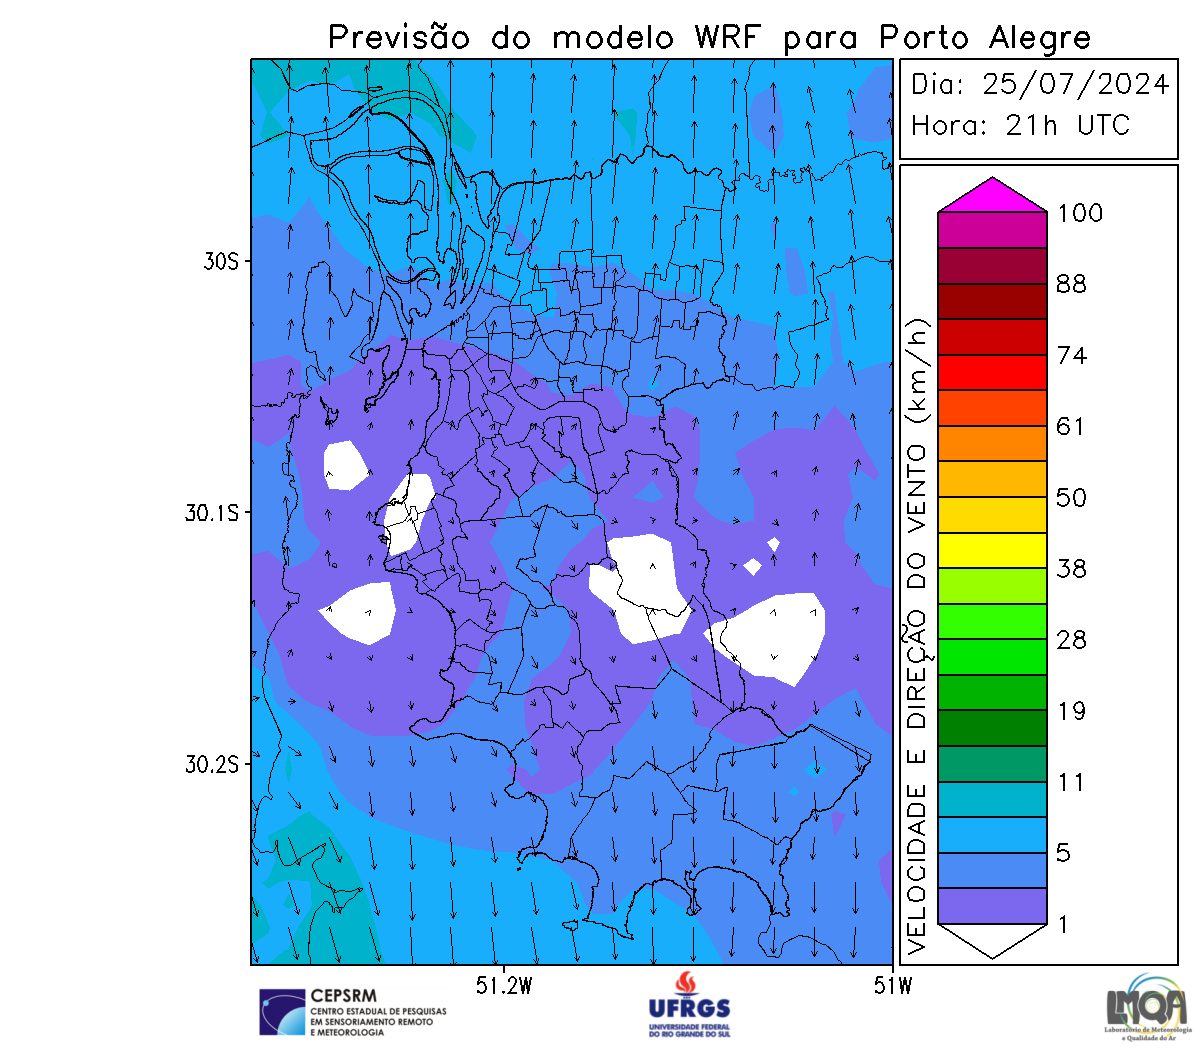 Previsão do modelo WRF para Porto Alegre
Dia: 25/07/2024
Hora: 21h UTC
100
88
74
61
50
38
28
19
11
5
1
VELOCIDADE E DIREÇÃO DO VENTO (km/h)
30S
30.1S
30.2S
51.2W
51W
CEPSRM
CENTRO ESTADUAL DE PESQUISAS
EM SENSORIAMENTO REMOTO
E METEOROLOGIA
UFRGS
UNIVERSIDADE FEDERAL
DO RIO GRANDE DO SUL
LMQA
Laboratório de Meteorologia
e Qualidade do Ar